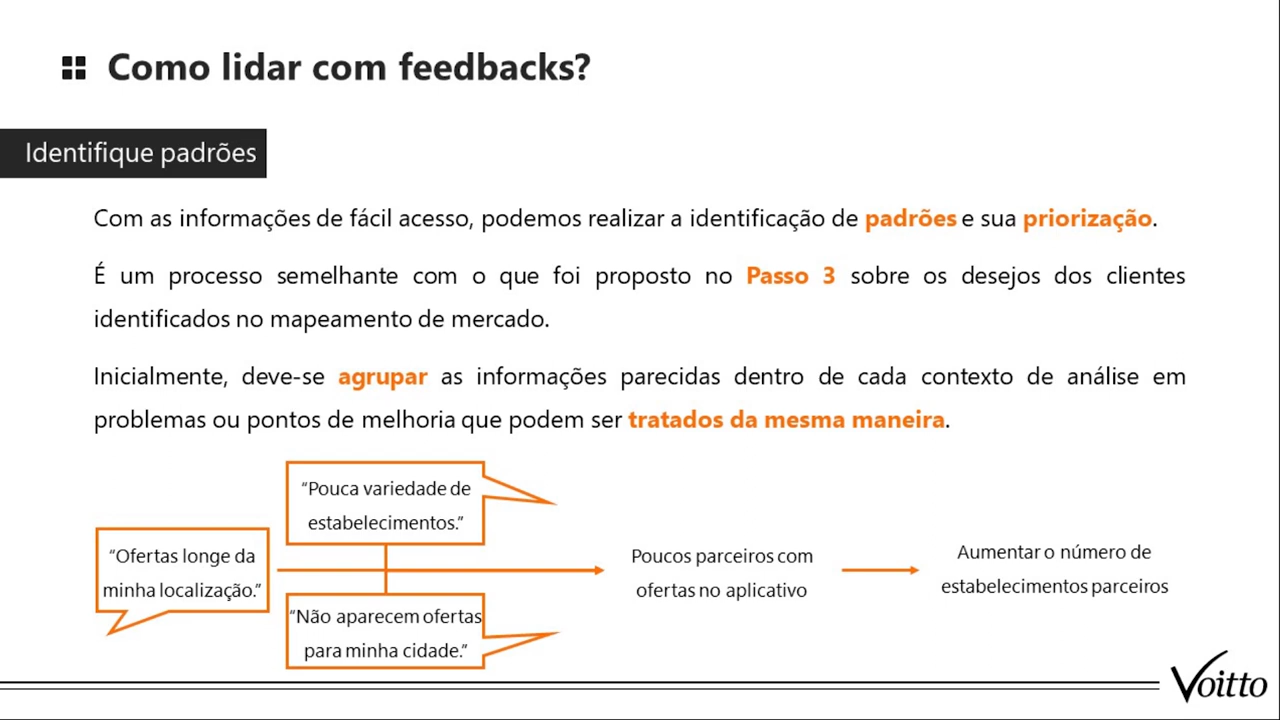 Como lidar com feedbacks?
Identifique padrões
Com as informações de fácil acesso, podemos realizar a identificação de padrões e sua priorização.
É um processo semelhante com o que foi proposto no Passo 3 sobre os desejos dos clientes
identificados no mapeamento de mercado.
Inicialmente, deve-se agrupar as informações parecidas dentro de cada contexto de análise em
problemas ou pontos de melhoria que podem ser tratados da mesma maneira.
“Ofertas longe da
minha localização.”
“Pouca variedade de
estabelecimentos.”
“Não aparecem ofertas
para minha cidade.”
Poucos parceiros com
ofertas no aplicativo
Aumentar o número de
estabelecimentos parceiros
Voitto